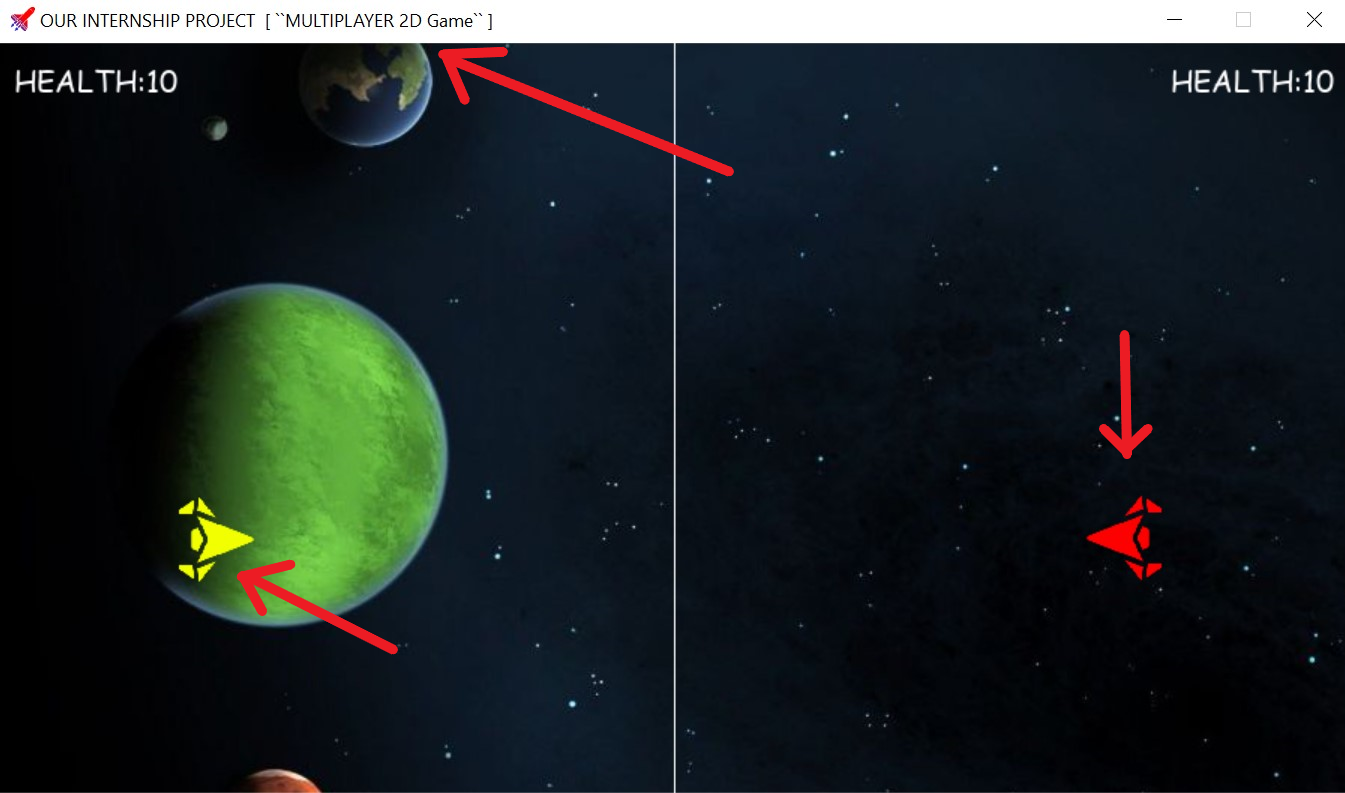 OUR INTERNSHIP PROJECT [ ``MULTIPLAYER 2D Game`` ]
HEALTH:10 HEALTH:10